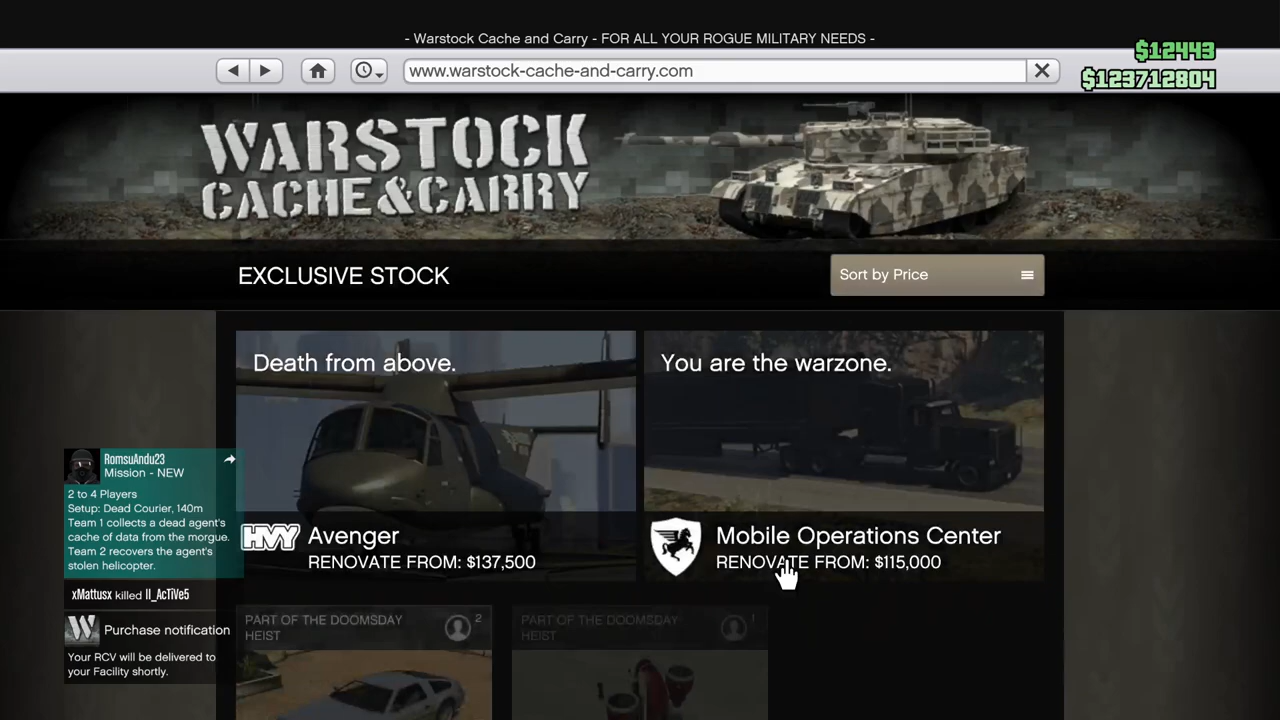 - Warstock Cache and Carry - FOR ALL YOUR ROGUE MILITARY NEEDS -
$12443
www.warstock-cache-and-carry.com
$123712804
WARSTOCK
CACHE&CARRY
EXCLUSIVE STOCK
Sort by Price
Death from above.
You are the warzone.
HVY
Avenger
RENOVATE FROM: $137,500
Mobile Operations Center
RENOVATE FROM: $115,000
RomsuAndu23
Mission - NEW
2 to 4 Players
Setup: Dead Courier, 140m
Team 1 collects a dead agent's
cache of data from the morgue.
Team 2 recovers the agent's
stolen helicopter.
xMattusx killed II_AcTiVe5
W
Purchase notification
Your RCV will be delivered to
your Facility shortly.
PART OF THE DOOMSDAY
HEIST
2
PART OF THE DOOMSDAY
HEIST
1